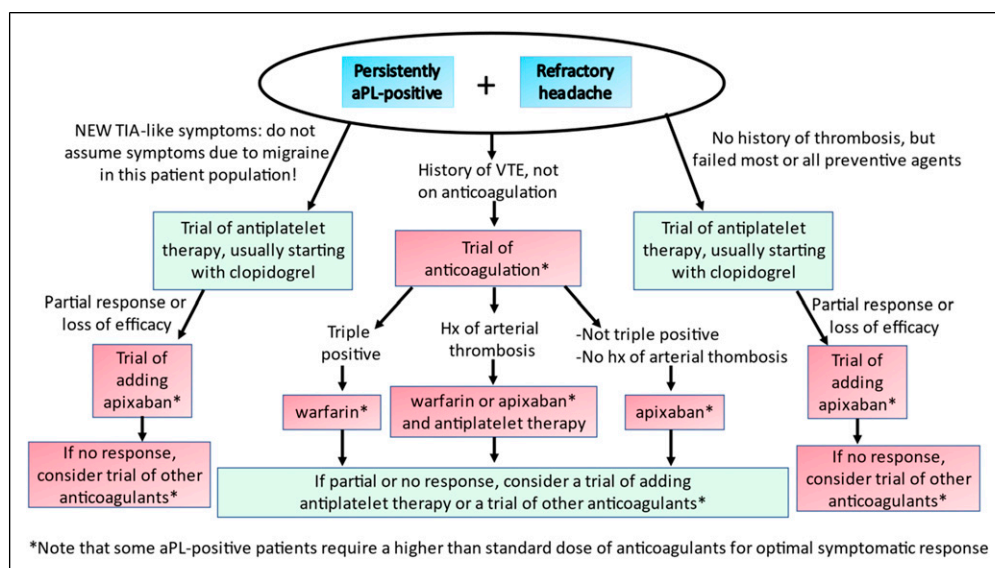 Persistently
aPL-positive
+
Refractory
headache
NEW TIA-like symptoms: do not
assume symptoms due to migraine
in this patient population!
History of VTE, not
on anticoagulation
No history of thrombosis, but
failed most or all preventive agents
Trial of antiplatelet
therapy, usually starting
with clopidogrel
Trial of
anticoagulation*
Trial of antiplatelet
therapy, usually starting
with clopidogrel
Partial response or
loss of efficacy
Triple
positive
Hx of arterial
thrombosis
-Not triple positive
-No hx of arterial thombosis
Partial response or
loss of efficacy
Trial of
adding
apixaban*
warfarin*
warfarin or apixaban*
and antiplatelet therapy
apixaban*
Trial of
adding
apixaban*
If no response,
consider trial of other
anticoagulants*
If partial or no response, consider a trial of adding
antiplatelet therapy or a trial of other anticoagulants*
If no response,
consider trial of other
anticoagulants*
*Note that some aPL-positive patients require a higher than standard dose of anticoagulants for optimal symptomatic response